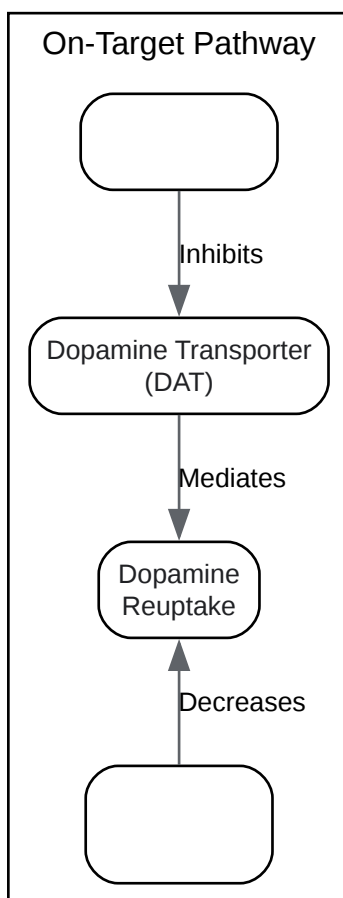 On-Target Pathway
Inhibits
Dopamine Transporter
(DAT)
Mediates
Dopamine
Reuptake
Decreases